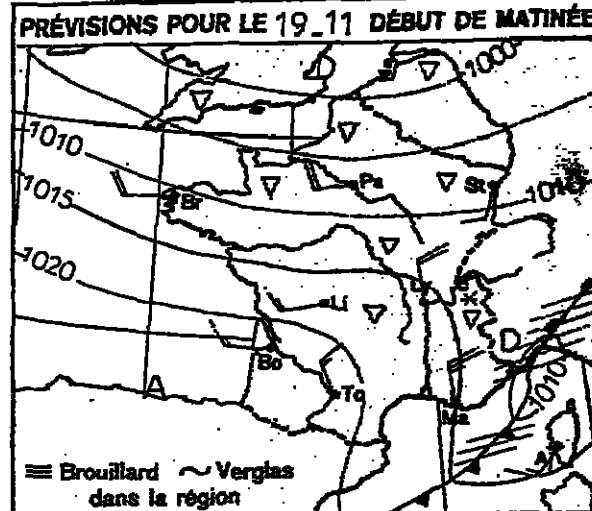 PRÉVISIONS POUR LE 19_11 DÉBUT DE MATINÉE
D
1000
1010
Pa
St
1010
1015
Br
1020
Li
D
Bo
To
1010
A
Ma
A
Brouillard ~ Verglas
dans la région